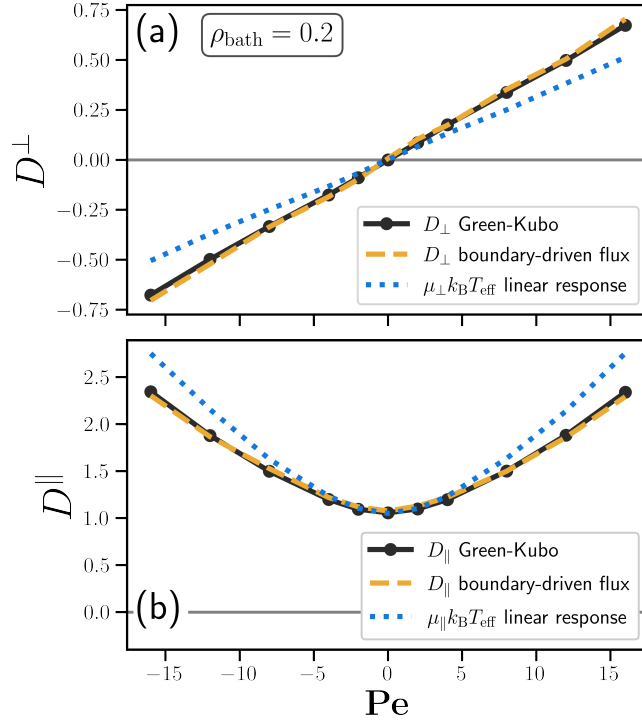 (a)
ρ_bath = 0.2
0.75
0.50
0.25
0.00
−0.25
−0.50
−0.75
D^⊥
D_⊥ Green-Kubo
D_⊥ boundary-driven flux
μ_⊥k_BT_eff linear response
2.5
2.0
1.5
1.0
0.5
0.0
D^∥
D_∥ Green-Kubo
D_∥ boundary-driven flux
μ_∥k_BT_eff linear response
(b)
−15 −10 −5 0 5 10 15
Pe